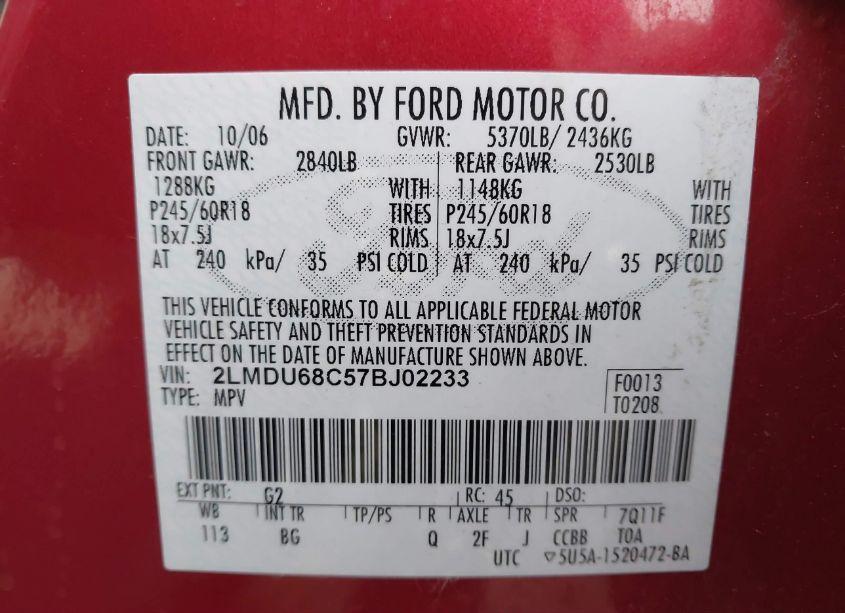 MFD. BY FORD MOTOR CO.
DATE: 10/06 GVWR: 5370LB/ 2436KG
FRONT GAWR: 2840LB REAR GAWR: 2530LB
1288KG WITH 1148KG WITH
P245/60R18 TIRES P245/60R18 TIRES
18x7.5J RIMS 18x7.5J RIMS
AT 240 kPa/ 35 PSI COLD AT 240 kPa/ 35 PSI COLD
Ford
THIS VEHICLE CONFORMS TO ALL APPLICABLE FEDERAL MOTOR
VEHICLE SAFETY AND THEFT PREVENTION STANDARDS IN
EFFECT ON THE DATE OF MANUFACTURE SHOWN ABOVE.
VIN: 2LMDU68C57BJ02233 F0013
TYPE: MPV T0208
EXT PNT: G2 RC: 45 DSO:
WB INT TR TP/PS R AXLE TR SPR 7Q11F
113 BG Q 2F J CCBB TOA
UTC ▽5U5A-1520472-BA